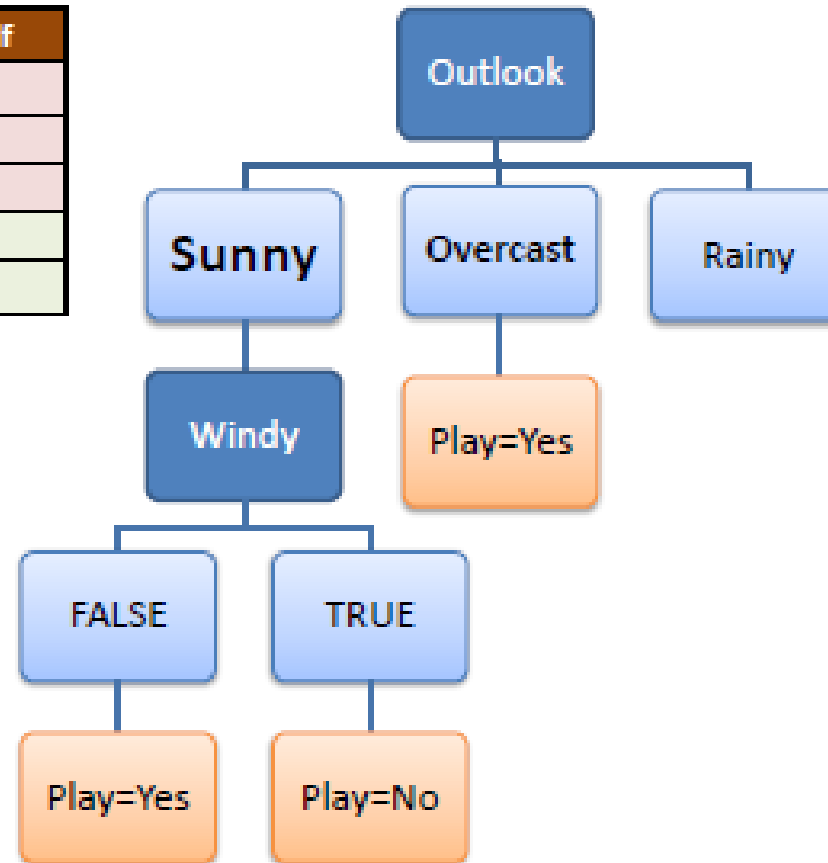 Outlook
Sunny
Overcast
Rainy
Windy
Play=Yes
FALSE
TRUE
Play=Yes
Play=No